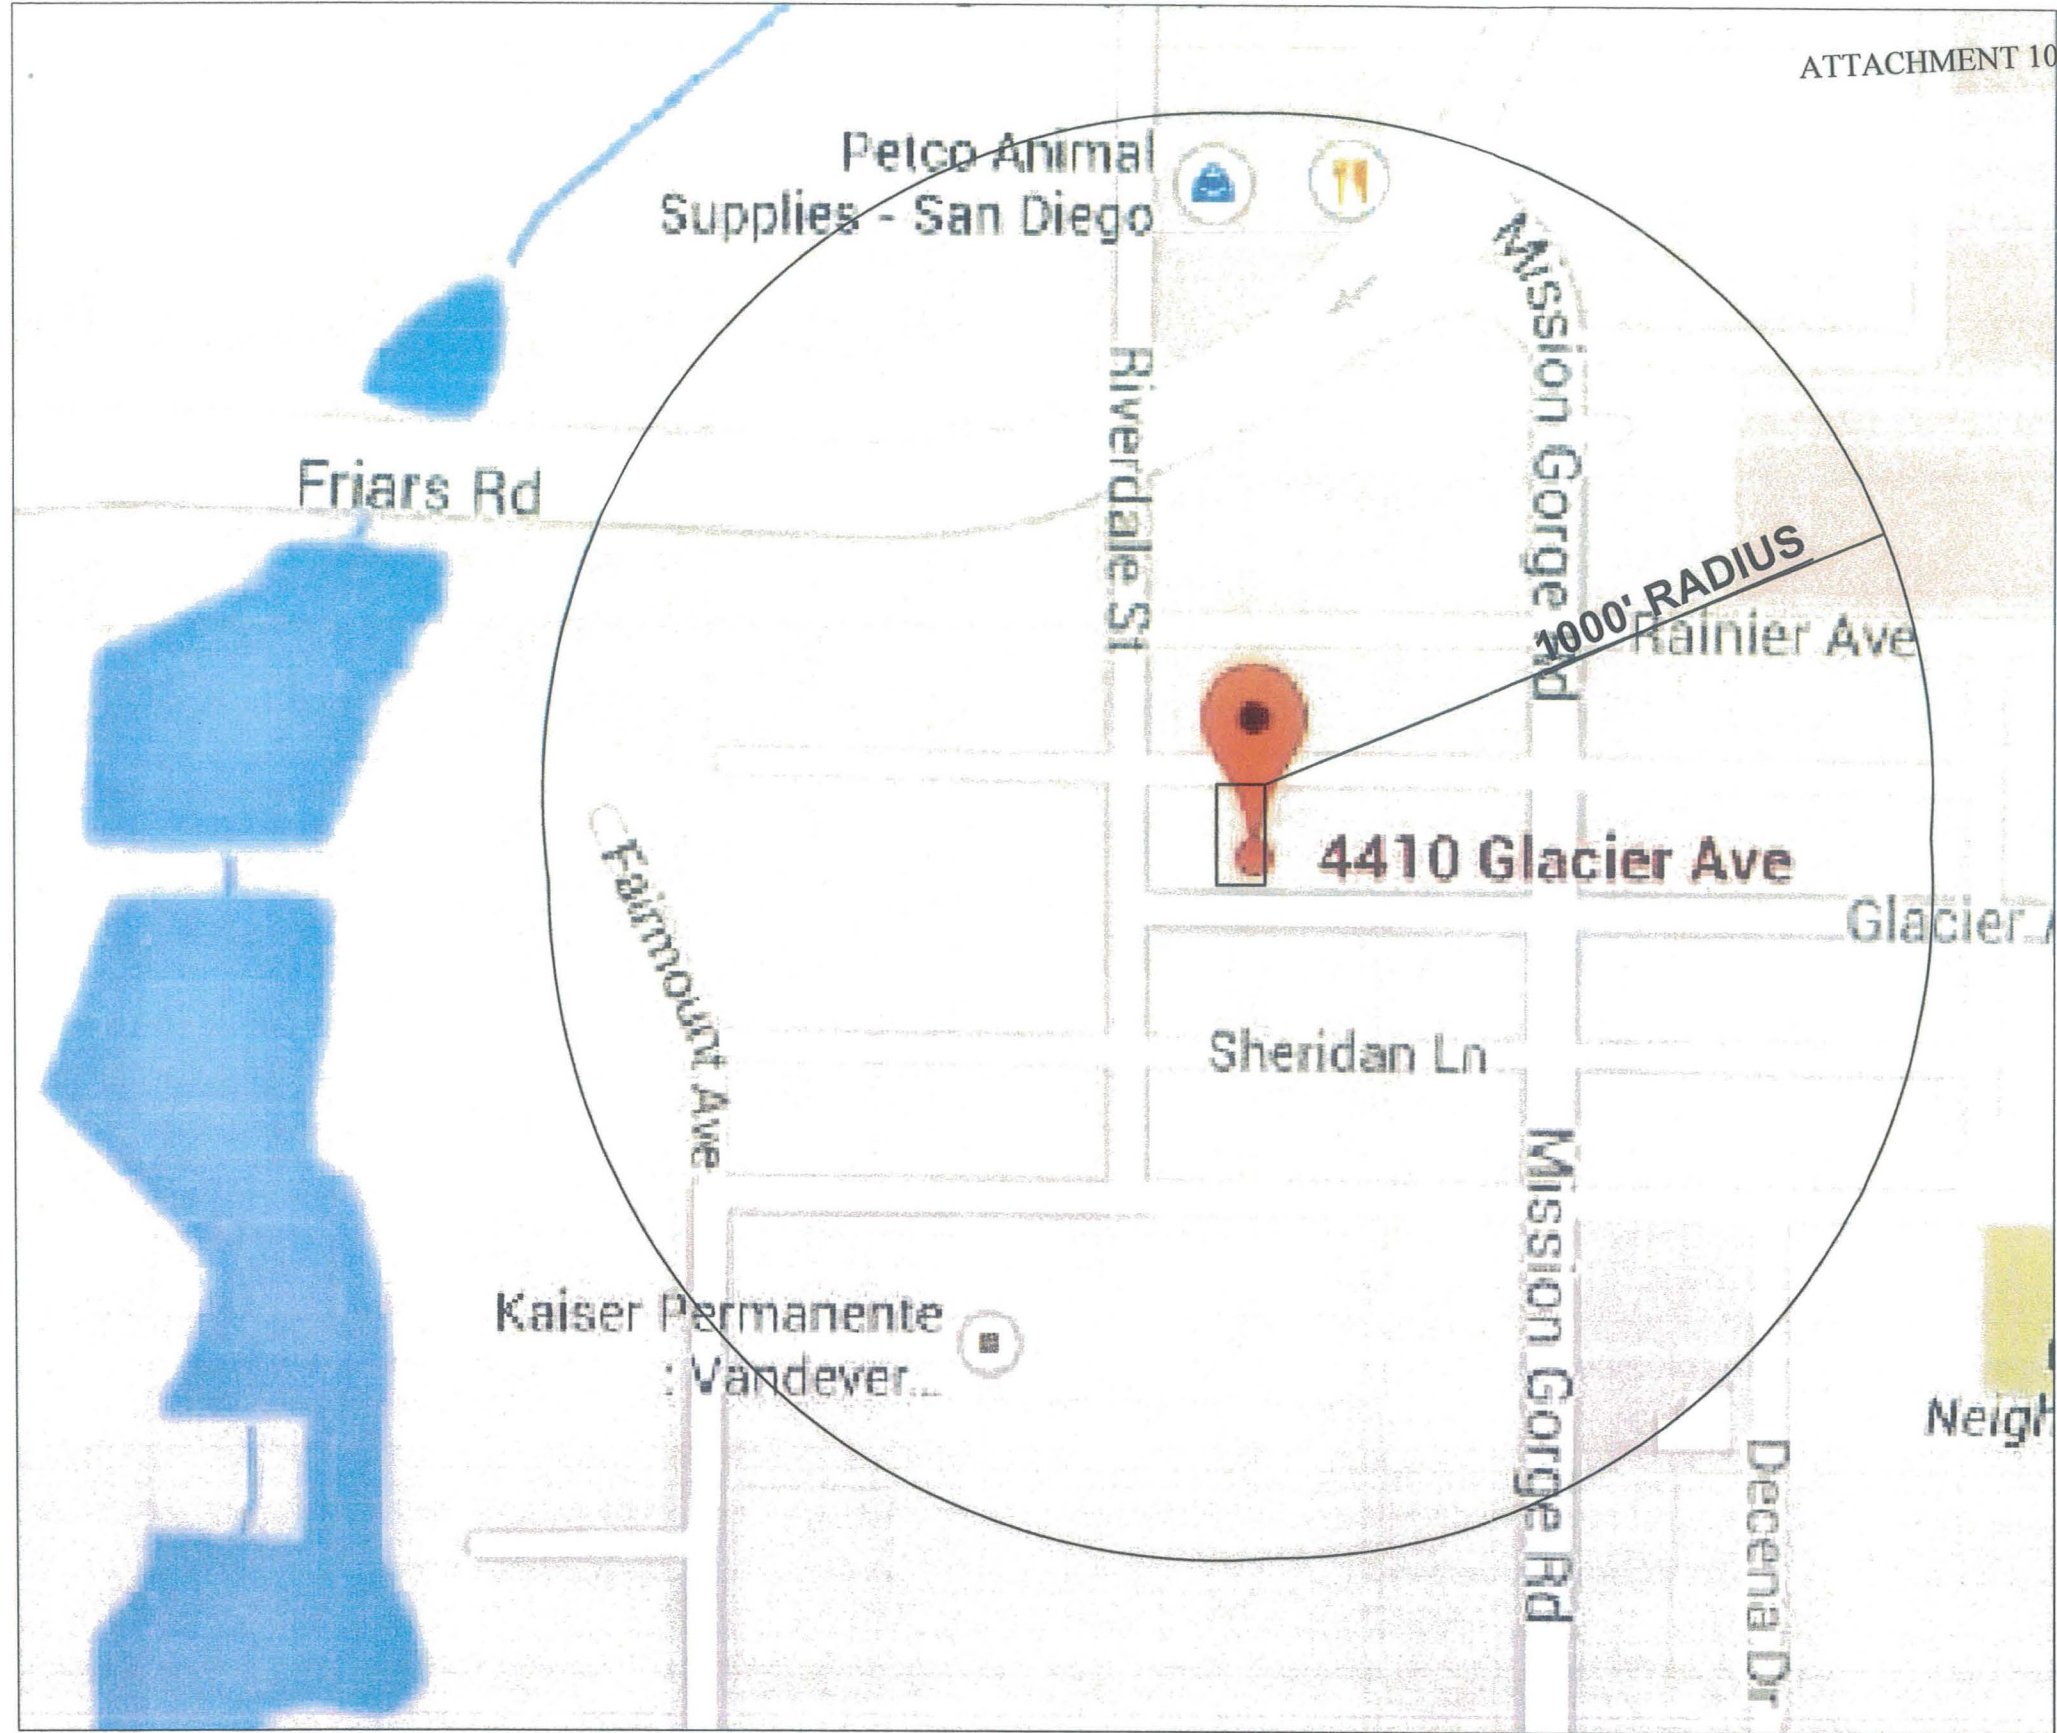 ATTACHMENT 10
Petco Animal
Supplies - San Diego
Mission Gorge Rd
Riverdale St
Friars Rd
1000' RADIUS
Rainier Ave
4410 Glacier Ave
Fairmount Ave
Glacier
Sheridan Ln
Mission Gorge Rd
Kaiser Permanente
: Vandever...
Neigh
Decena Dr